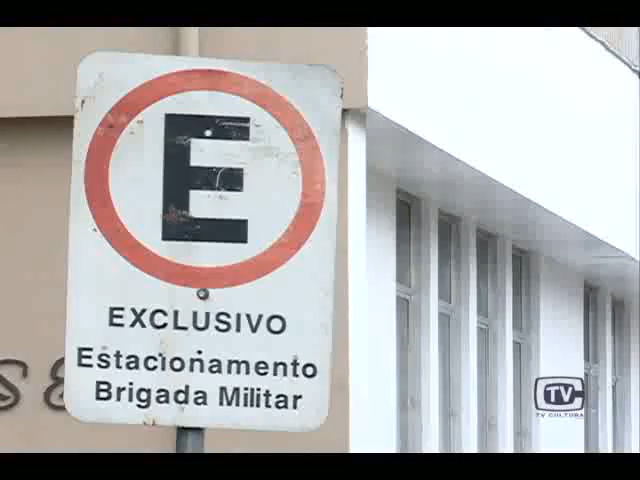 E
EXCLUSIVO
Estacionamento
Brigada Militar
S &
TV
TV CULTURA